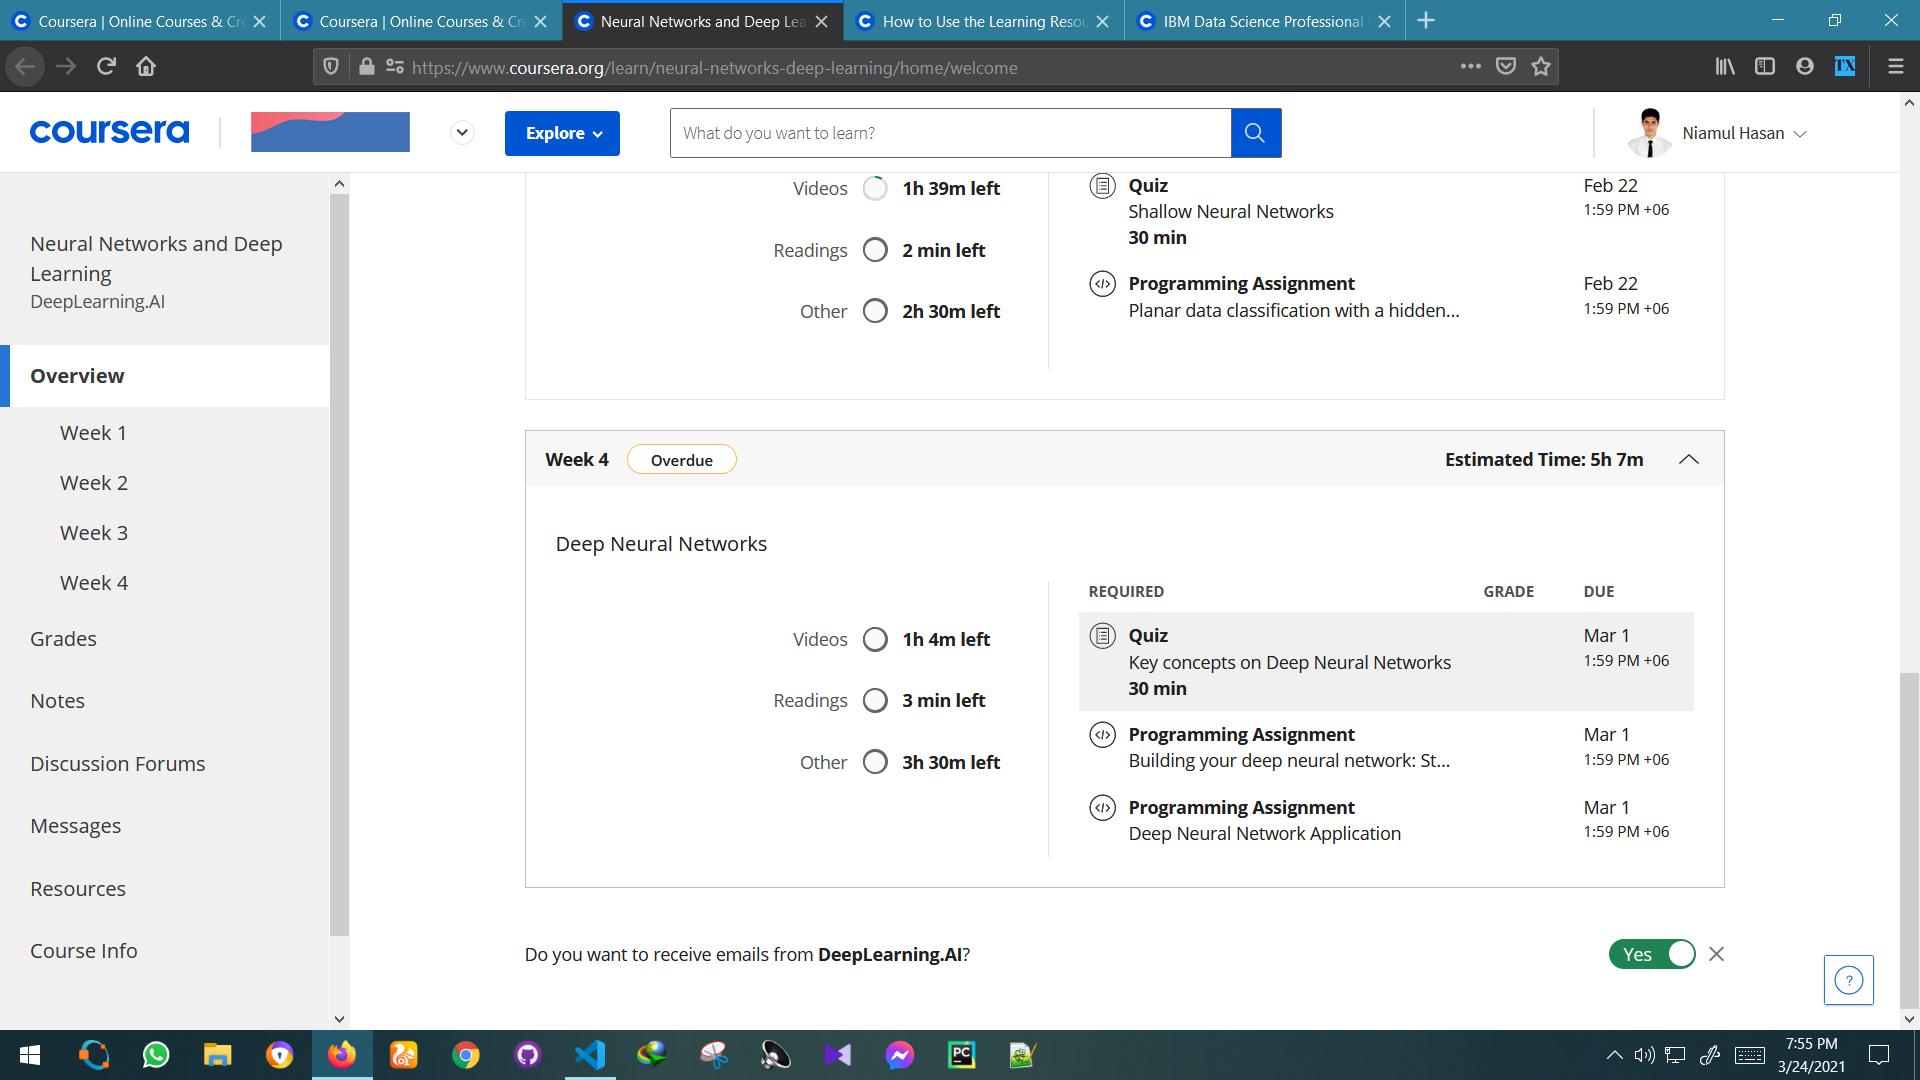 Coursera | Online Courses & Cre
Coursera | Online Courses & Cre
Neural Networks and Deep Lea
How to Use the Learning Resou
IBM Data Science Professional
https://www.coursera.org/learn/neural-networks-deep-learning/home/welcome
TX
coursera
Explore
What do you want to learn?
Niamul Hasan
Neural Networks and Deep
Learning
DeepLearning.AI
Overview
Week 1
Week 2
Week 3
Week 4
Grades
Notes
Discussion Forums
Messages
Resources
Course Info
Videos 1h 39m left
Readings 2 min left
Other 2h 30m left
Quiz Feb 22
Shallow Neural Networks 1:59 PM +06
30 min
Programming Assignment Feb 22
Planar data classification with a hidden... 1:59 PM +06
Week 4 Overdue Estimated Time: 5h 7m
Deep Neural Networks
Videos 1h 4m left
Readings 3 min left
Other 3h 30m left
REQUIRED GRADE DUE
Quiz Mar 1
Key concepts on Deep Neural Networks 1:59 PM +06
30 min
Programming Assignment Mar 1
Building your deep neural network: St... 1:59 PM +06
Programming Assignment Mar 1
Deep Neural Network Application 1:59 PM +06
Do you want to receive emails from DeepLearning.AI? Yes
?
PC
7:55 PM
3/24/2021